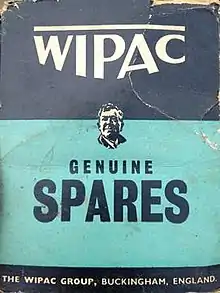 WIPAC
GENUINE
SPARES
THE WIPAC GROUP, BUCKINGHAM, ENGLAND.